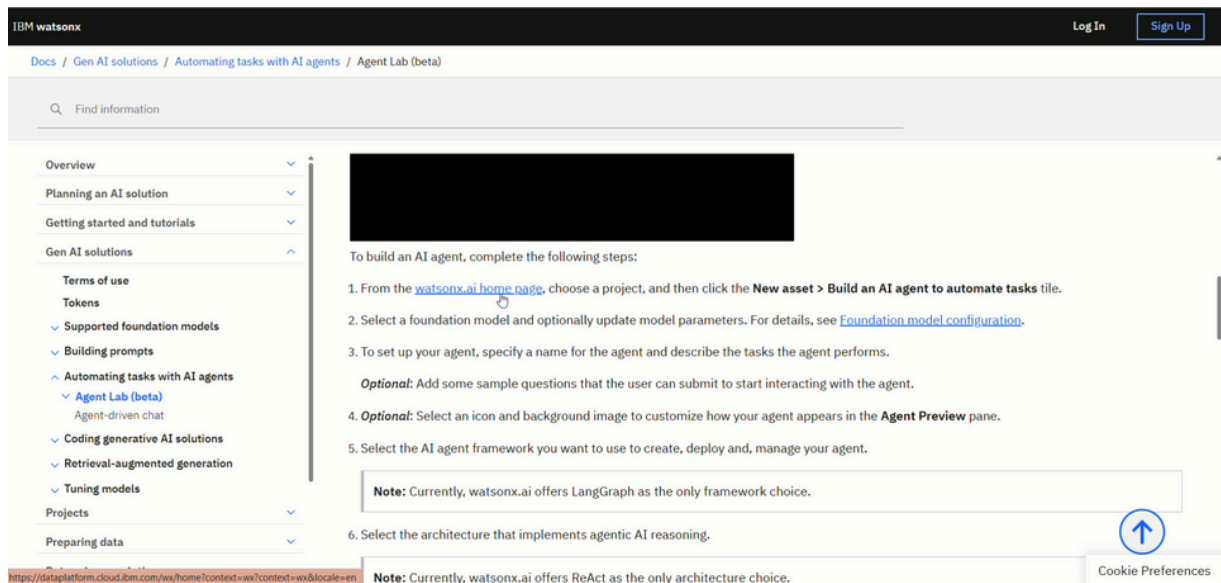 IBM watsonx
Log In
Sign Up
Docs / Gen AI solutions / Automating tasks with AI agents / Agent Lab (beta)
Find information
Overview
Planning an AI solution
Getting started and tutorials
Gen AI solutions
Terms of use
Tokens
Supported foundation models
Building prompts
Automating tasks with AI agents
Agent Lab (beta)
Agent-driven chat
Coding generative AI solutions
Retrieval-augmented generation
Tuning models
Projects
Preparing data
https://dataplatform.cloud.ibm.com/wx/home?context=wx?context=wx&locale=en
To build an AI agent, complete the following steps:
1. From the watsonx.ai home page, choose a project, and then click the New asset > Build an AI agent to automate tasks tile.
2. Select a foundation model and optionally update model parameters. For details, see Foundation model configuration.
3. To set up your agent, specify a name for the agent and describe the tasks the agent performs.
Optional: Add some sample questions that the user can submit to start interacting with the agent.
4. Optional: Select an icon and background image to customize how your agent appears in the Agent Preview pane.
5. Select the AI agent framework you want to use to create, deploy and, manage your agent.
Note: Currently, watsonx.ai offers LangGraph as the only framework choice.
6. Select the architecture that implements agentic AI reasoning.
Note: Currently, watsonx.ai offers ReAct as the only architecture choice.
Cookie Preferences